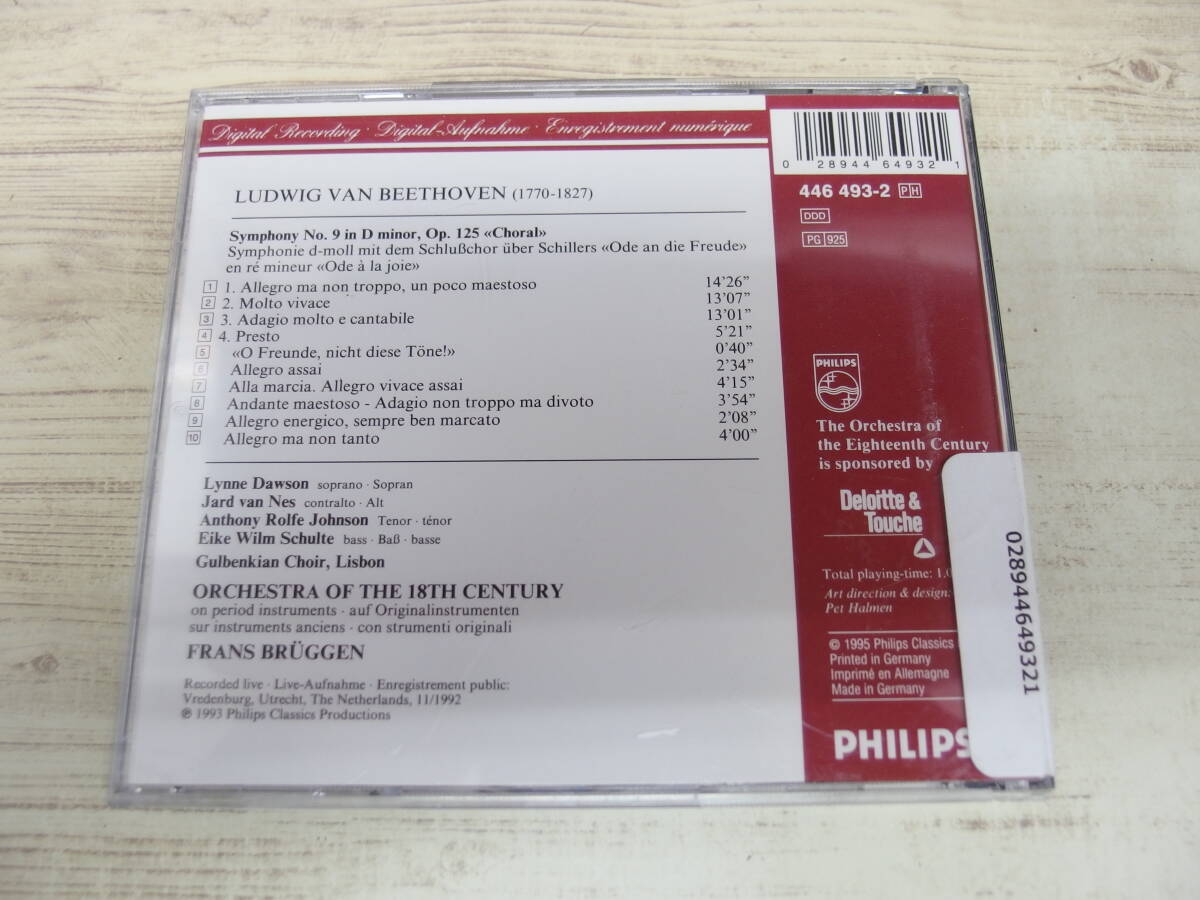 Digital Recording · Digital-Aufnahme · Enregistrement numérique
LUDWIG VAN BEETHOVEN (1770-1827)
Symphony No. 9 in D minor, Op. 125 «Choral»
Symphonie d-moll mit dem Schlußchor über Schillers «Ode an die Freude»
en ré mineur «Ode à la joie»
1 1. Allegro ma non troppo, un poco maestoso 14'26"
2 2. Molto vivace 13'07"
3 3. Adagio molto e cantabile 13'01"
4 4. Presto 5'21"
5 «O Freunde, nicht diese Töne!» 0'40"
6 Allegro assai 2'34"
7 Alla marcia. Allegro vivace assai 4'15"
8 Andante maestoso - Adagio non troppo ma divoto 3'54"
9 Allegro energico, sempre ben marcato 2'08"
10 Allegro ma non tanto 4'00"
Lynne Dawson soprano · Sopran
Jard van Nes contralto · Alt
Anthony Rolfe Johnson Tenor · ténor
Eike Wilm Schulte bass · Baß · basse
Gulbenkian Choir, Lisbon
ORCHESTRA OF THE 18TH CENTURY
on period instruments · auf Originalinstrumenten
sur instruments anciens · con strumenti originali
FRANS BRÜGGEN
Recorded live · Live-Aufnahme · Enregistrement public:
Vredenburg, Utrecht, The Netherlands, 11/1992
℗ 1993 Philips Classics Productions
0 28944 64932 1
446 493-2 PH
DDD
PG 925
PHILIPS
The Orchestra of
the Eighteenth Century
is sponsored by
Deloitte &
Touche
Total playing-time: 1.0
Art direction & design:
Pet Halmen
© 1995 Philips Classics
Printed in Germany
Imprimé en Allemagne
Made in Germany
PHILIPS
028944649321